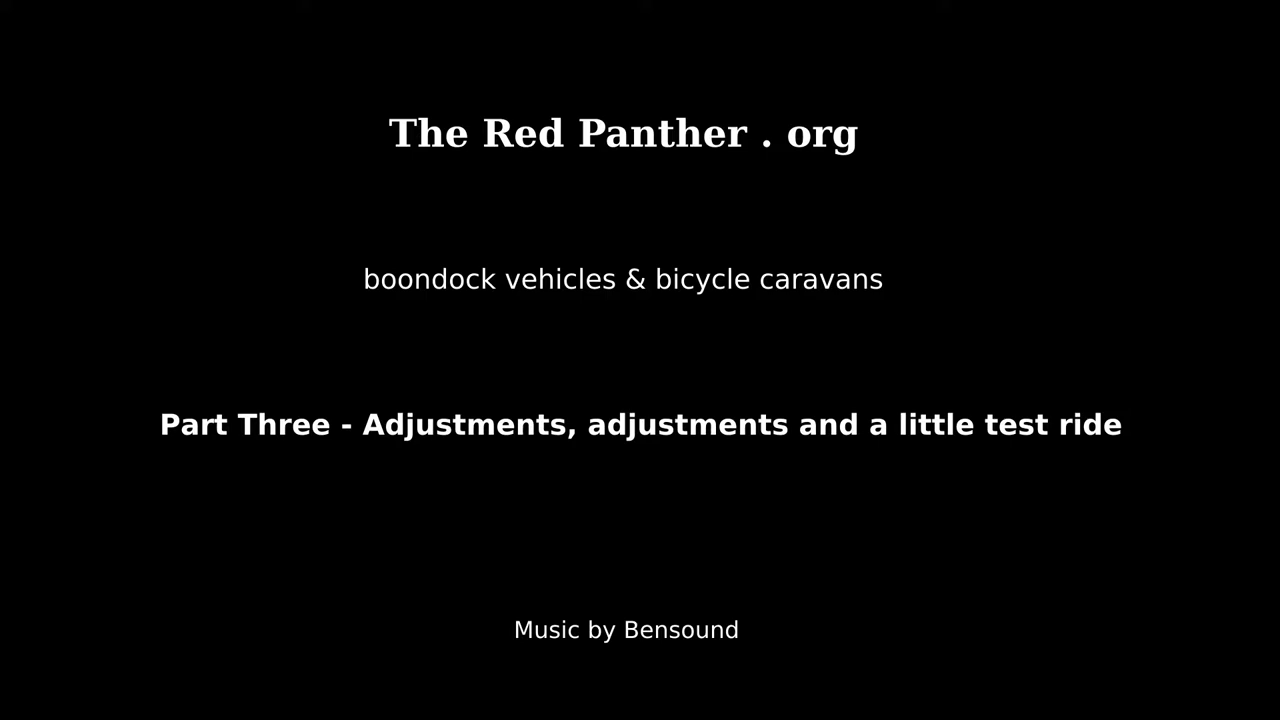 The Red Panther . org
boondock vehicles & bicycle caravans
Part Three - Adjustments, adjustments and a little test ride
Music by Bensound